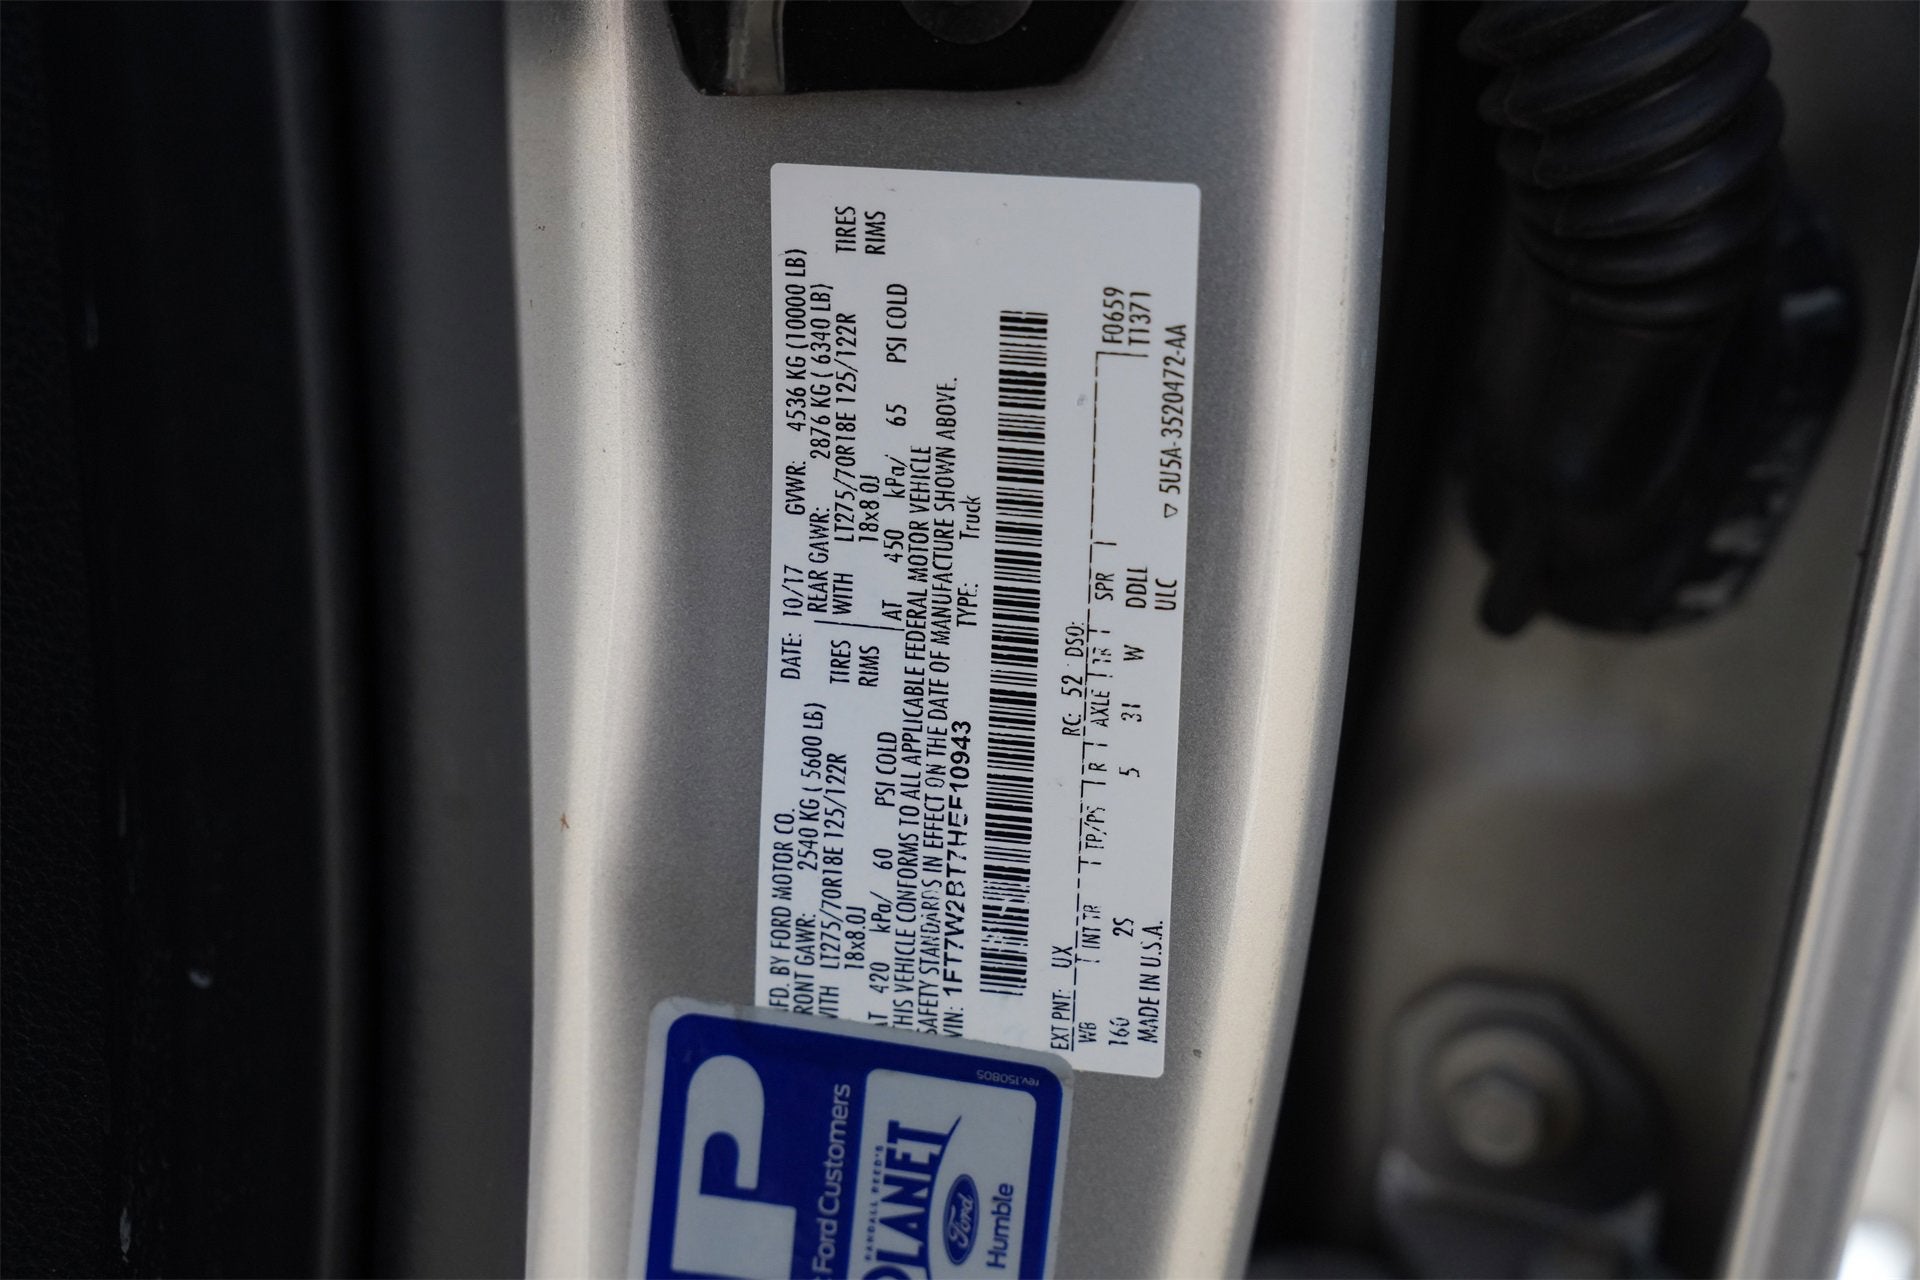 FD. BY FORD MOTOR CO.
DATE: 10/17 GVWR: 4536 KG (10000 LB)
RONT GAWR: 2540 KG ( 5600 LB)
REAR GAWR: 2876 KG ( 6340 LB)
WITH LT275/70R18E 125/122R TIRES
WITH LT275/70R18E 125/122R TIRES
18x8.0J RIMS
18x8.0J RIMS
AT 420 kPa/ 60 PSI COLD
AT 450 kPa/ 65 PSI COLD
THIS VEHICLE CONFORMS TO ALL APPLICABLE FEDERAL MOTOR VEHICLE
SAFETY STANDARDS IN EFFECT ON THE DATE OF MANUFACTURE SHOWN ABOVE.
VIN: 1FT7W2BT7HEF10943 TYPE: Truck
EXT PNT: UX RC: 52 DSO: F0659
WB INT TR TP/PS R AXLE TR SPR T1371
160 2S 5 31 W DDLL
MADE IN U.S.A. ULC ▽ 5U5A-3520472-AA
P
Ford Customers
RANDALL REED'S
PLANET
Ford
Humble
rev.150805